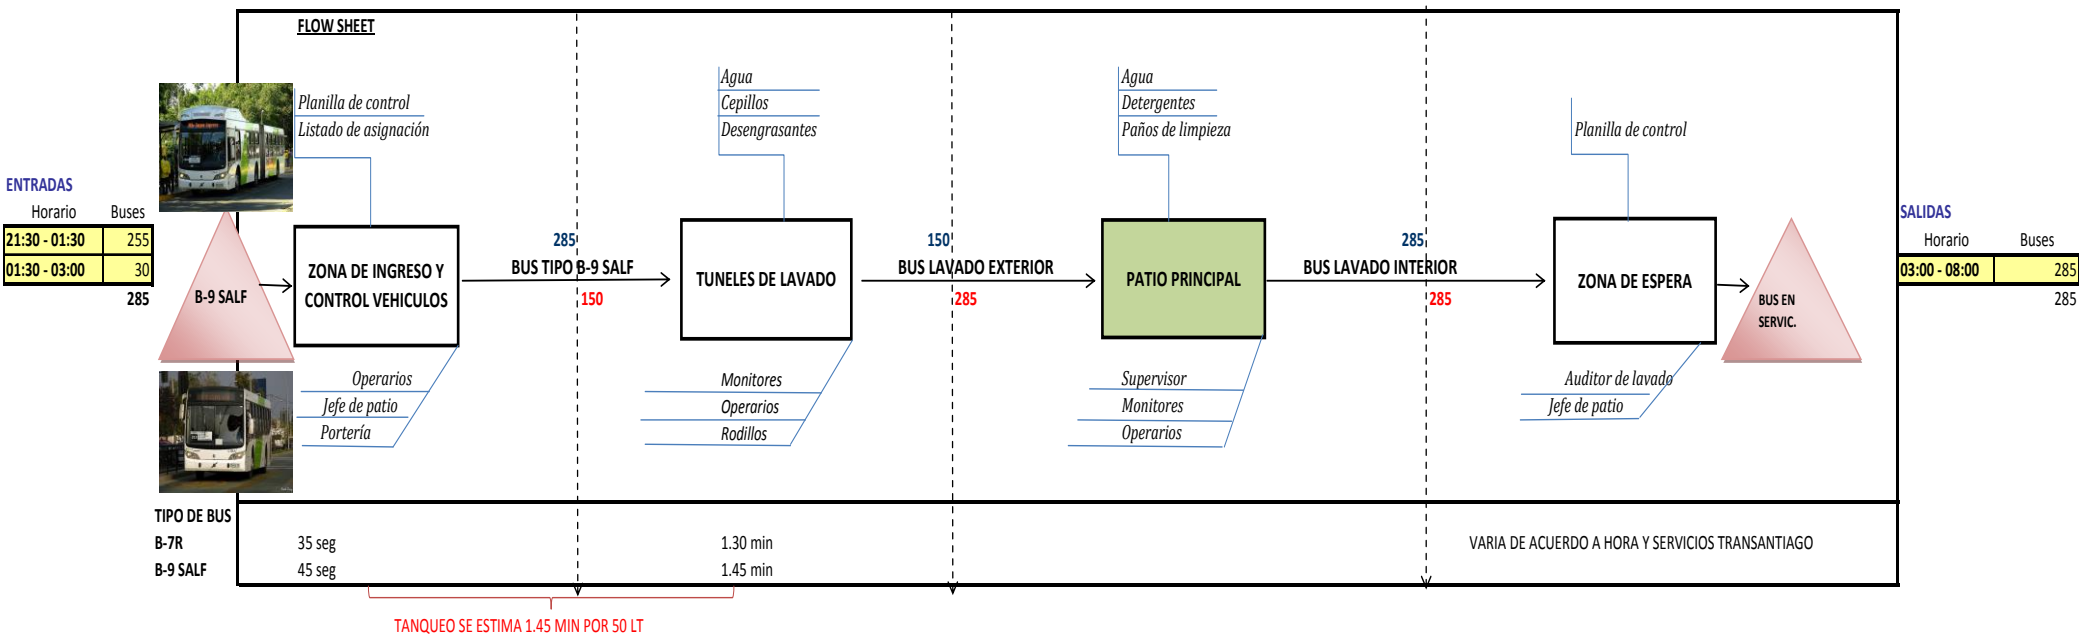 FLOW SHEET
Planilla de control
Listado de asignación
Agua
Cepillos
Desengrasantes
Agua
Detergentes
Paños de limpieza
Planilla de control
ENTRADAS
Horario Buses
21:30 - 01:30 255
01:30 - 03:00 30
285
B-9 SALF
ZONA DE INGRESO Y
CONTROL VEHICULOS
285
BUS TIPO B-9 SALF
150
TUNELES DE LAVADO
150
BUS LAVADO EXTERIOR
285
PATIO PRINCIPAL
285
BUS LAVADO INTERIOR
285
ZONA DE ESPERA
BUS EN
SERVIC.
SALIDAS
Horario Buses
03:00 - 08:00 285
285
Operarios
Jefe de patio
Portería
Monitores
Operarios
Rodillos
Supervisor
Monitores
Operarios
Auditor de lavado
Jefe de patio
TIPO DE BUS
B-7R 35 seg 1.30 min
B-9 SALF 45 seg 1.45 min
VARIA DE ACUERDO A HORA Y SERVICIOS TRANSANTIAGO
TANQUEO SE ESTIMA 1.45 MIN POR 50 LT